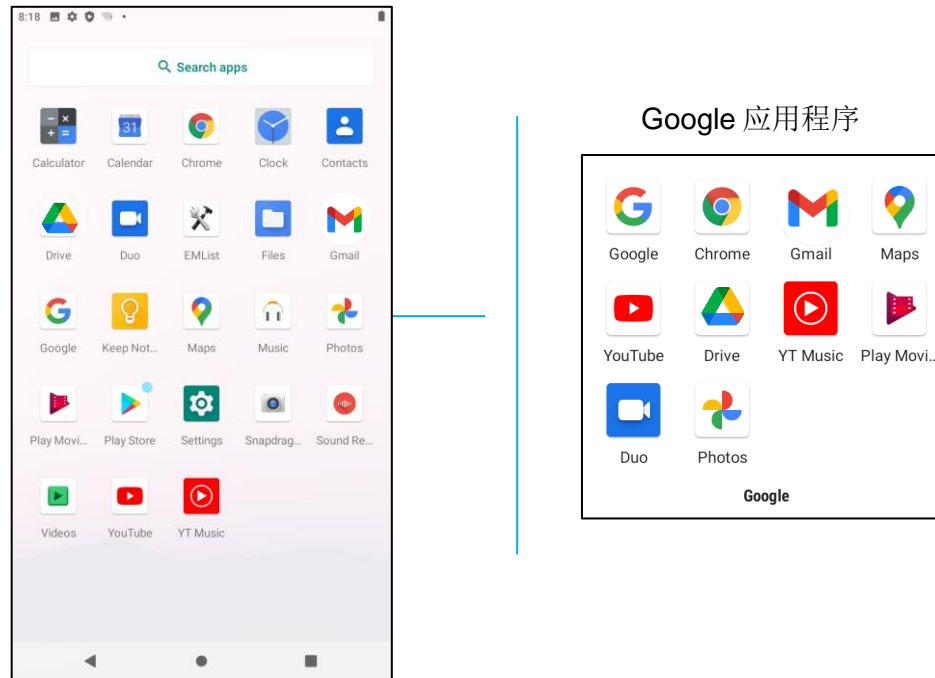 8:18
Search apps
Calculator Calendar Chrome Clock Contacts
31
Drive Duo EMList Files Gmail
Google Keep Not... Maps Music Photos
Play Movi... Play Store Settings Snapdrag... Sound Re...
Videos YouTube YT Music
Google 应用程序
Google Chrome Gmail Maps
YouTube Drive YT Music Play Movi...
Duo Photos
Google